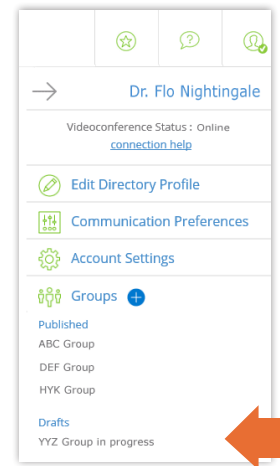 Dr. Flo Nightingale
Videoconference Status : Online
connection help
Edit Directory Profile
Communication Preferences
Account Settings
Groups
Published
ABC Group
DEF Group
HYK Group
Drafts
YYZ Group in progress